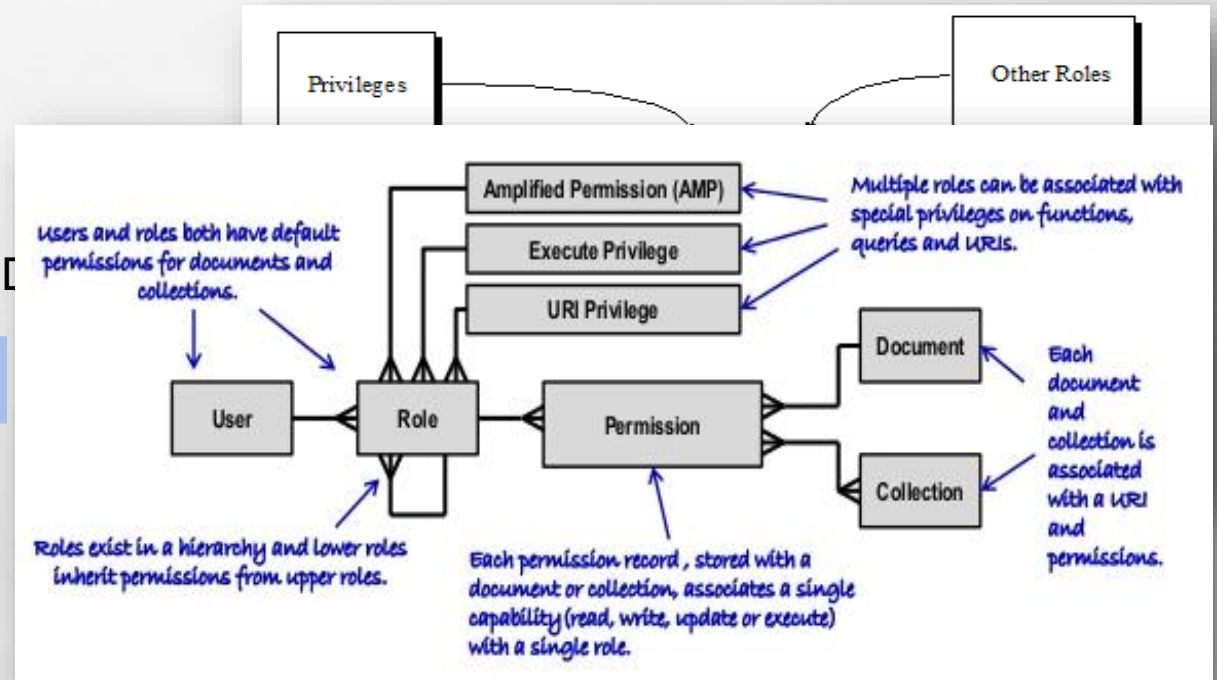 Privileges
Other Roles
Amplified Permission (AMP)
Execute Privilege
URI Privilege
Multiple roles can be associated with
special privileges on functions,
queries and URIs.
Users and roles both have default
permissions for documents and
collections.
User
Role
Permission
Document
Collection
Each
document
and
collection is
associated
with a URI
and
permissions.
Roles exist in a hierarchy and lower roles
inherit permissions from upper roles.
Each permission record , stored with a
document or collection, associates a single
capability (read, write, update or execute)
with a single role.